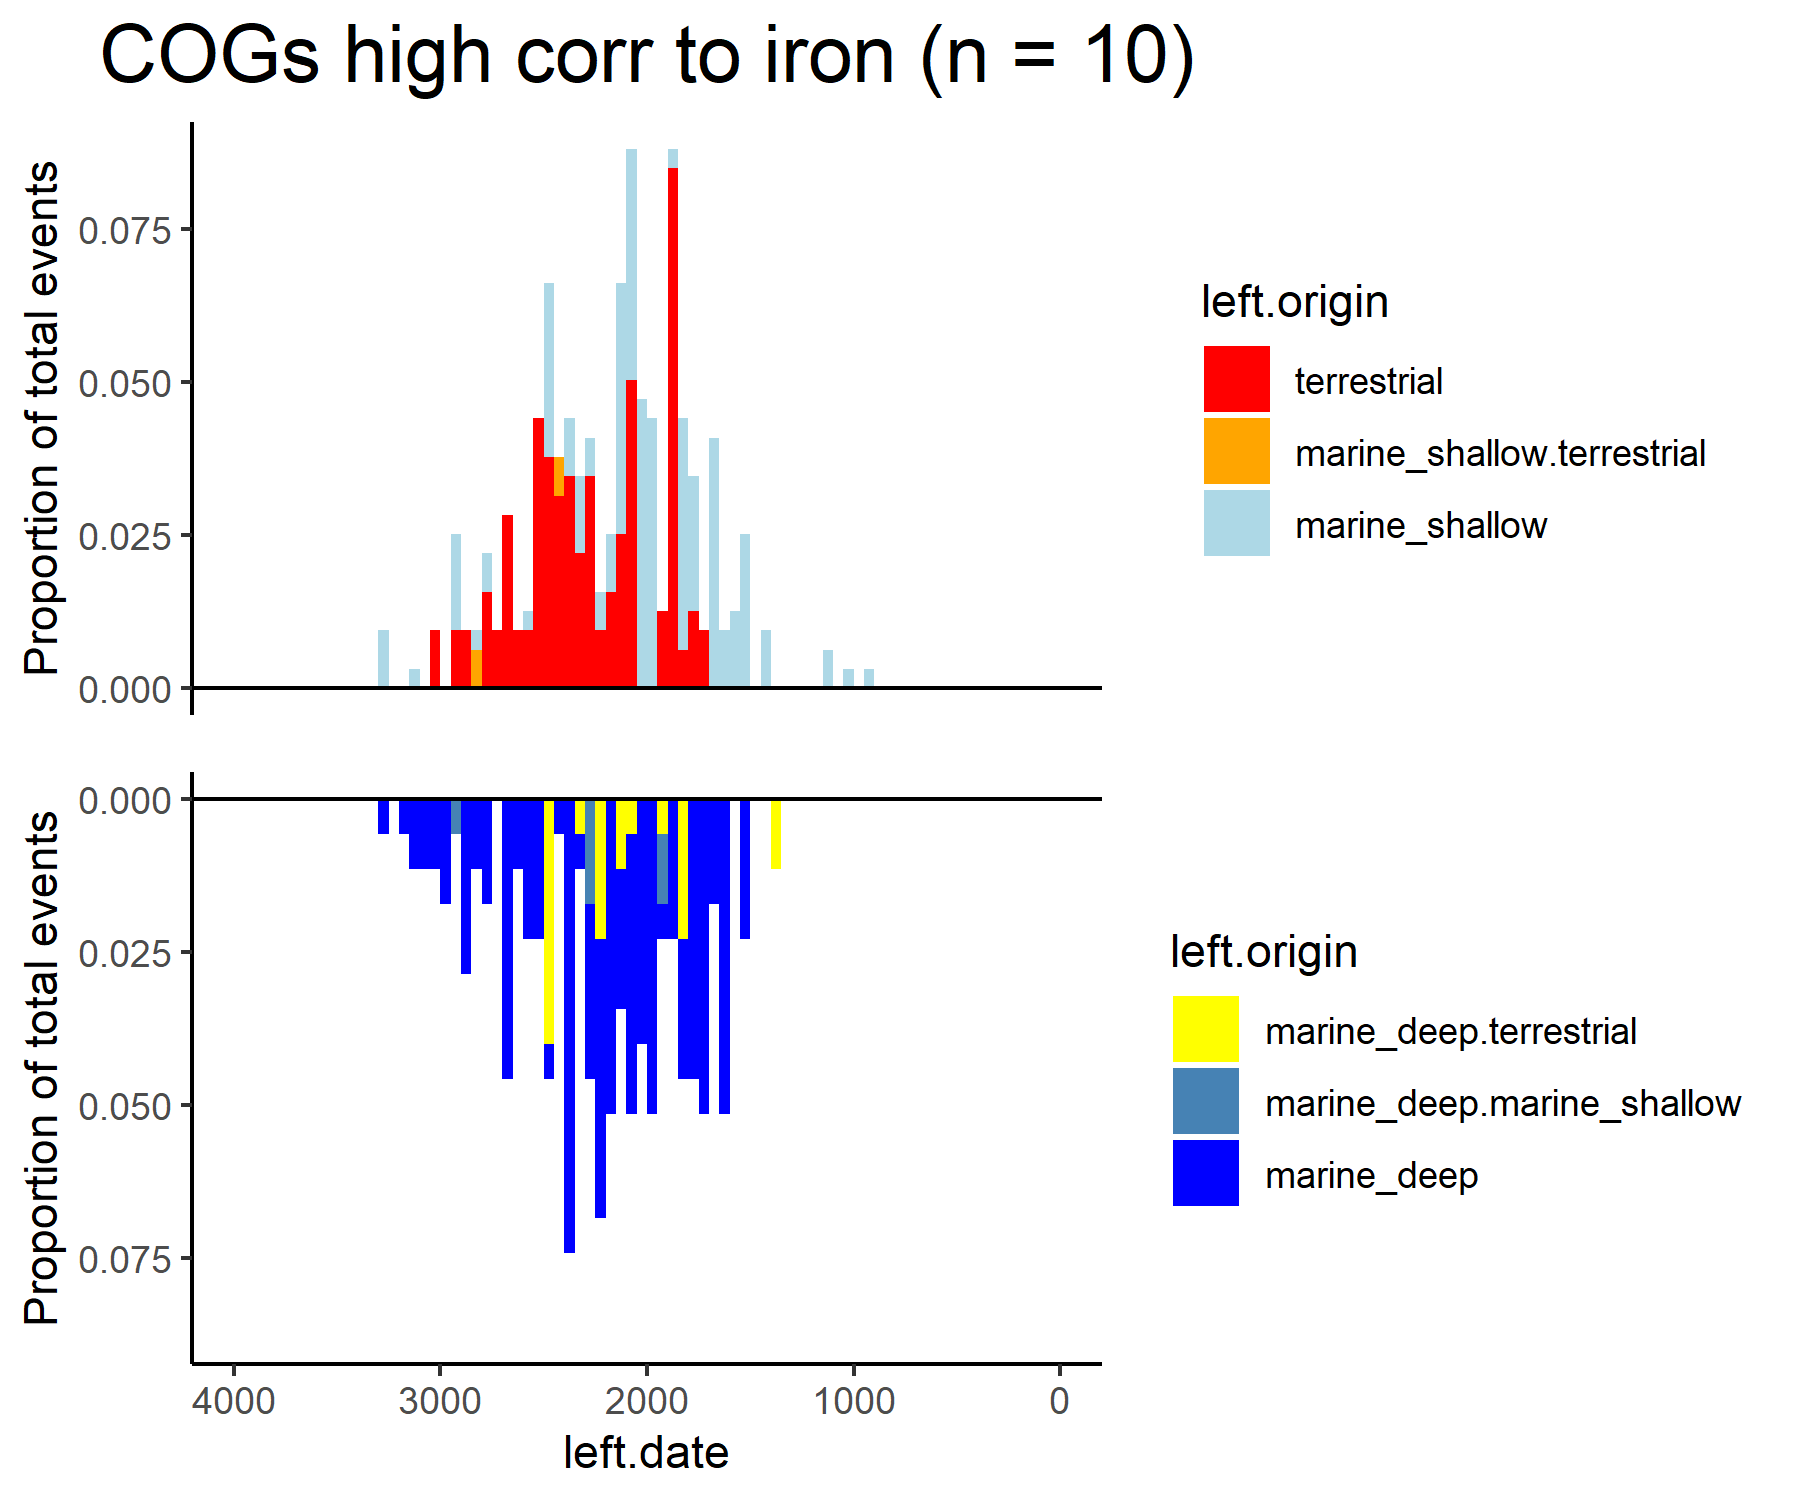 COGs high corr to iron (n = 10)
Proportion of total events
0.075
0.050
0.025
0.000
left.origin
terrestrial
marine_shallow.terrestrial
marine_shallow
Proportion of total events
0.000
0.025
0.050
0.075
left.origin
marine_deep.terrestrial
marine_deep.marine_shallow
marine_deep
4000 3000 2000 1000 0
left.date